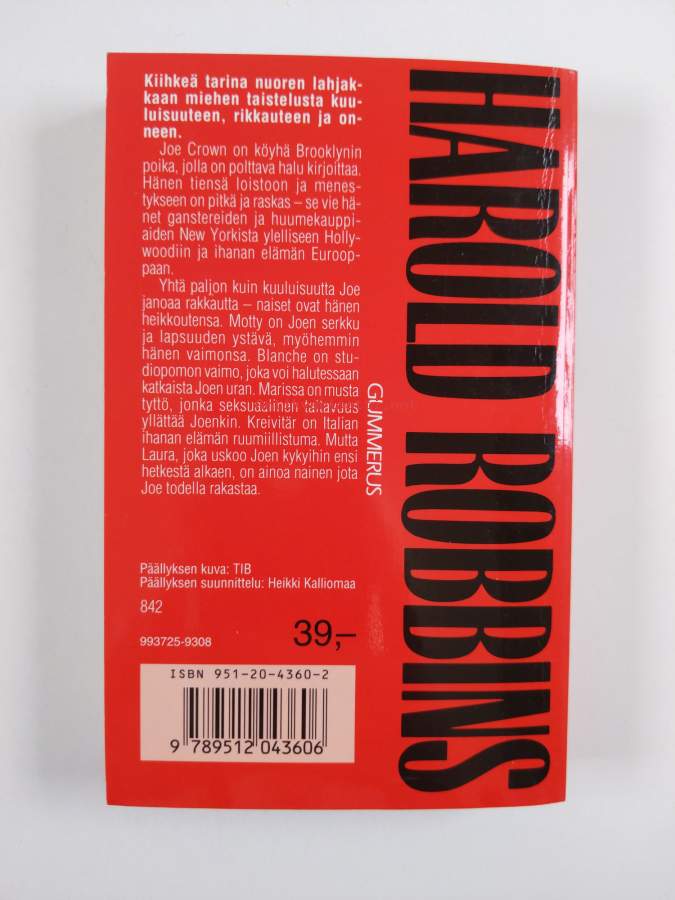 Kiihkeä tarina nuoren lahjak-
kaan miehen taistelusta kuu-
luisuuteen, rikkauteen ja on-
neen.
Joe Crown on köyhä Brooklynin
poika, jolla on polttava halu kirjoittaa.
Hänen tiensä loistoon ja menes-
tykseen on pitkä ja raskas – se vie hä-
net ganstereiden ja huumekauppi-
aiden New Yorkista ylelliseen Holly-
woodiin ja ihanan elämän Euroop-
paan.
Yhtä paljon kuin kuuluisuutta Joe
janoaa rakkautta – naiset ovat hänen
heikkoutensa. Motty on Joen serkku
ja lapsuuden ystävä, myöhemmin
hänen vaimonsa. Blanche on stu-
diopomon vaimo, joka voi halutessaan
katkaista Joen uran. Marissa on musta
tyttö, jonka seksuaalinen taitavuus
yllättää Joenkin. Kreivitär on Italian
ihanan elämän ruumiillistuma. Mutta
Laura, joka uskoo Joen kykyihin ensi
hetkestä alkaen, on ainoa nainen jota
Joe todella rakastaa.
GUMMERUS
HAROLD ROBBINS
Päällyksen kuva: TIB
Päällyksen suunnittelu: Heikki Kalliomaa
842
993725-9308
39,–
ISBN 951-20-4360-2
9 789512 043606